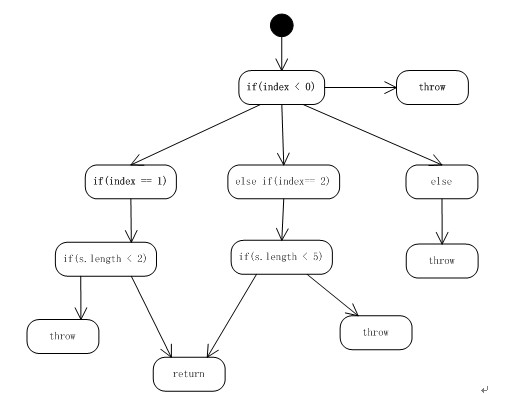 if(index < 0)
throw
if(index == 1)
else if(index== 2)
else
if(s.length < 2)
if(s.length < 5)
throw
throw
throw
return